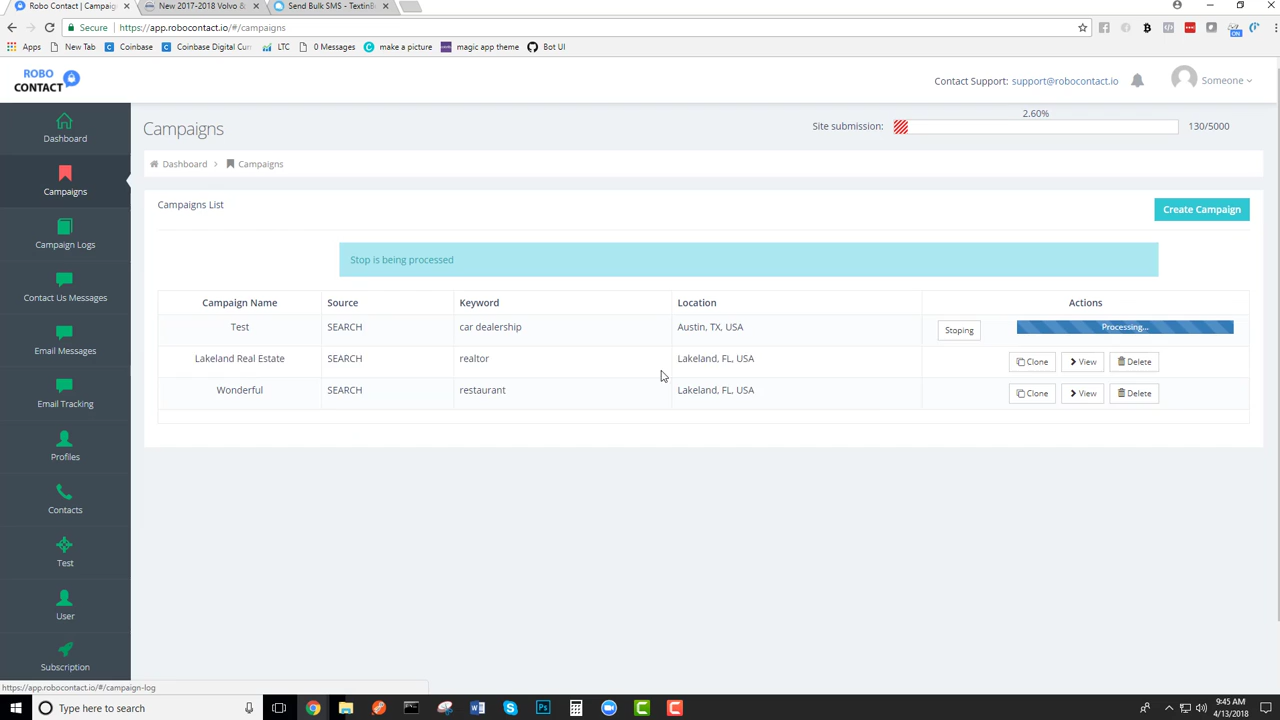 Robo Contact | Campaig
New 2017-2018 Volvo &
Send Bulk SMS - TextinB
Secure
https://app.robocontact.io/#/campaigns
Apps
New Tab
Coinbase
Coinbase Digital Cur
LTC
0 Messages
make a picture
magic app theme
Bot UI
ON
ROBO
CONTACT
Contact Support: support@robocontact.io
Someone
Dashboard
Campaigns
Campaign Logs
Contact Us Messages
Email Messages
Email Tracking
Profiles
Contacts
Test
User
Subscription
Campaigns
2.60%
Site submission:
130/5000
Dashboard > Campaigns
Campaigns List
Create Campaign
Stop is being processed
Campaign Name Source Keyword Location Actions
Test SEARCH car dealership Austin, TX, USA Stoping Processing...
Lakeland Real Estate SEARCH realtor Lakeland, FL, USA Clone View Delete
Wonderful SEARCH restaurant Lakeland, FL, USA Clone View Delete
https://app.robocontact.io/#/campaign-log
Type here to search
9:45 AM
4/13/2018